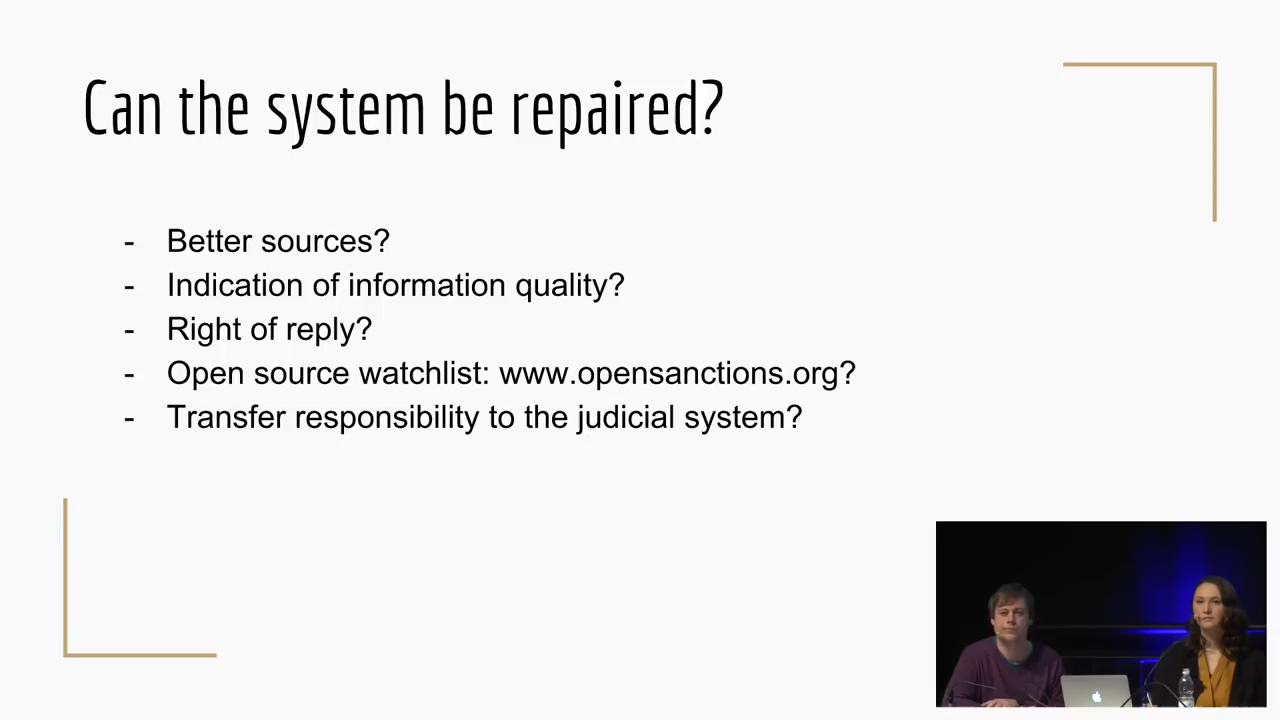 Can the system be repaired?
- Better sources?
- Indication of information quality?
- Right of reply?
- Open source watchlist: www.opensanctions.org?
- Transfer responsibility to the judicial system?